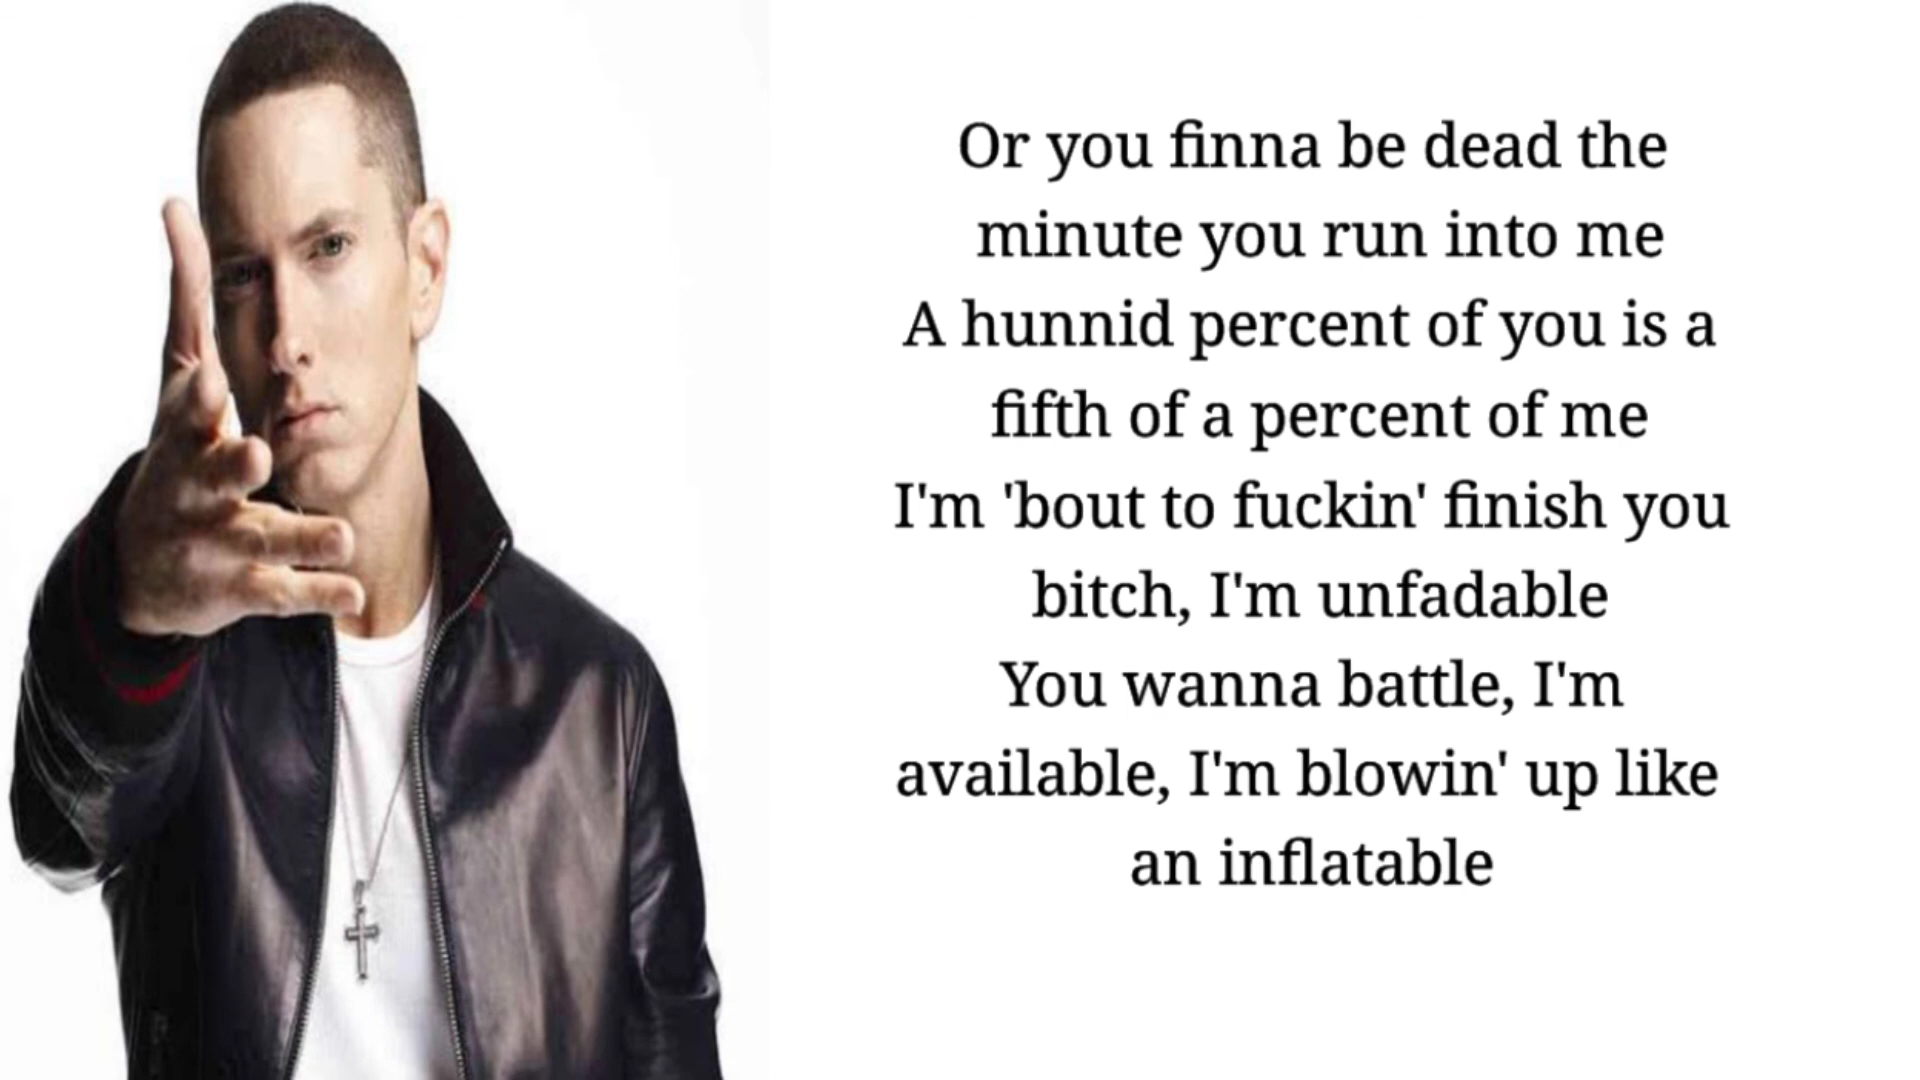 Or you finna be dead the
minute you run into me
A hunnid percent of you is a
fifth of a percent of me
I'm 'bout to fuckin' finish you
bitch, I'm unfadable
You wanna battle, I'm
available, I'm blowin' up like
an inflatable